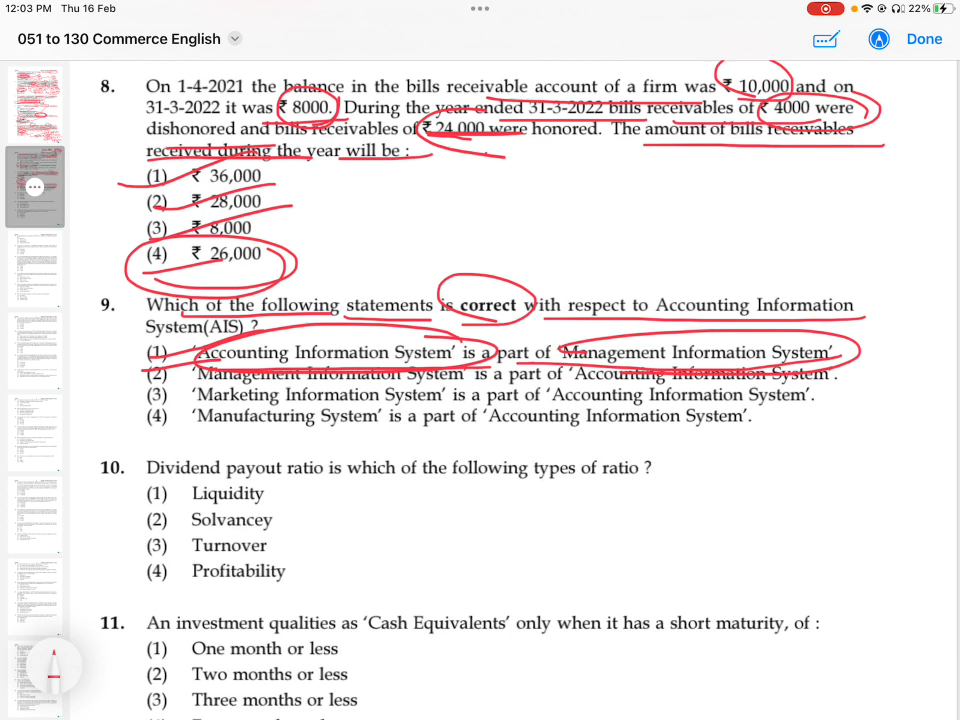 12:03 PM Thu 16 Feb
22%
051 to 130 Commerce English
Done
8. On 1-4-2021 the balance in the bills receivable account of a firm was ₹ 10,000 and on
31-3-2022 it was ₹ 8000. During the year ended 31-3-2022 bills receivables of ₹ 4000 were
dishonored and bills receivables of ₹ 24,000 were honored. The amount of bills receivables
received during the year will be :
(1) ₹ 36,000
(2) ₹ 28,000
(3) ₹ 8,000
(4) ₹ 26,000
9. Which of the following statements is correct with respect to Accounting Information
System(AIS) ?
(1) 'Accounting Information System' is a part of 'Management Information System'.
(2) 'Management Information System' is a part of 'Accounting Information System'.
(3) 'Marketing Information System' is a part of 'Accounting Information System'.
(4) 'Manufacturing System' is a part of 'Accounting Information System'.
10. Dividend payout ratio is which of the following types of ratio ?
(1) Liquidity
(2) Solvancey
(3) Turnover
(4) Profitability
11. An investment qualities as 'Cash Equivalents' only when it has a short maturity, of :
(1) One month or less
(2) Two months or less
(3) Three months or less